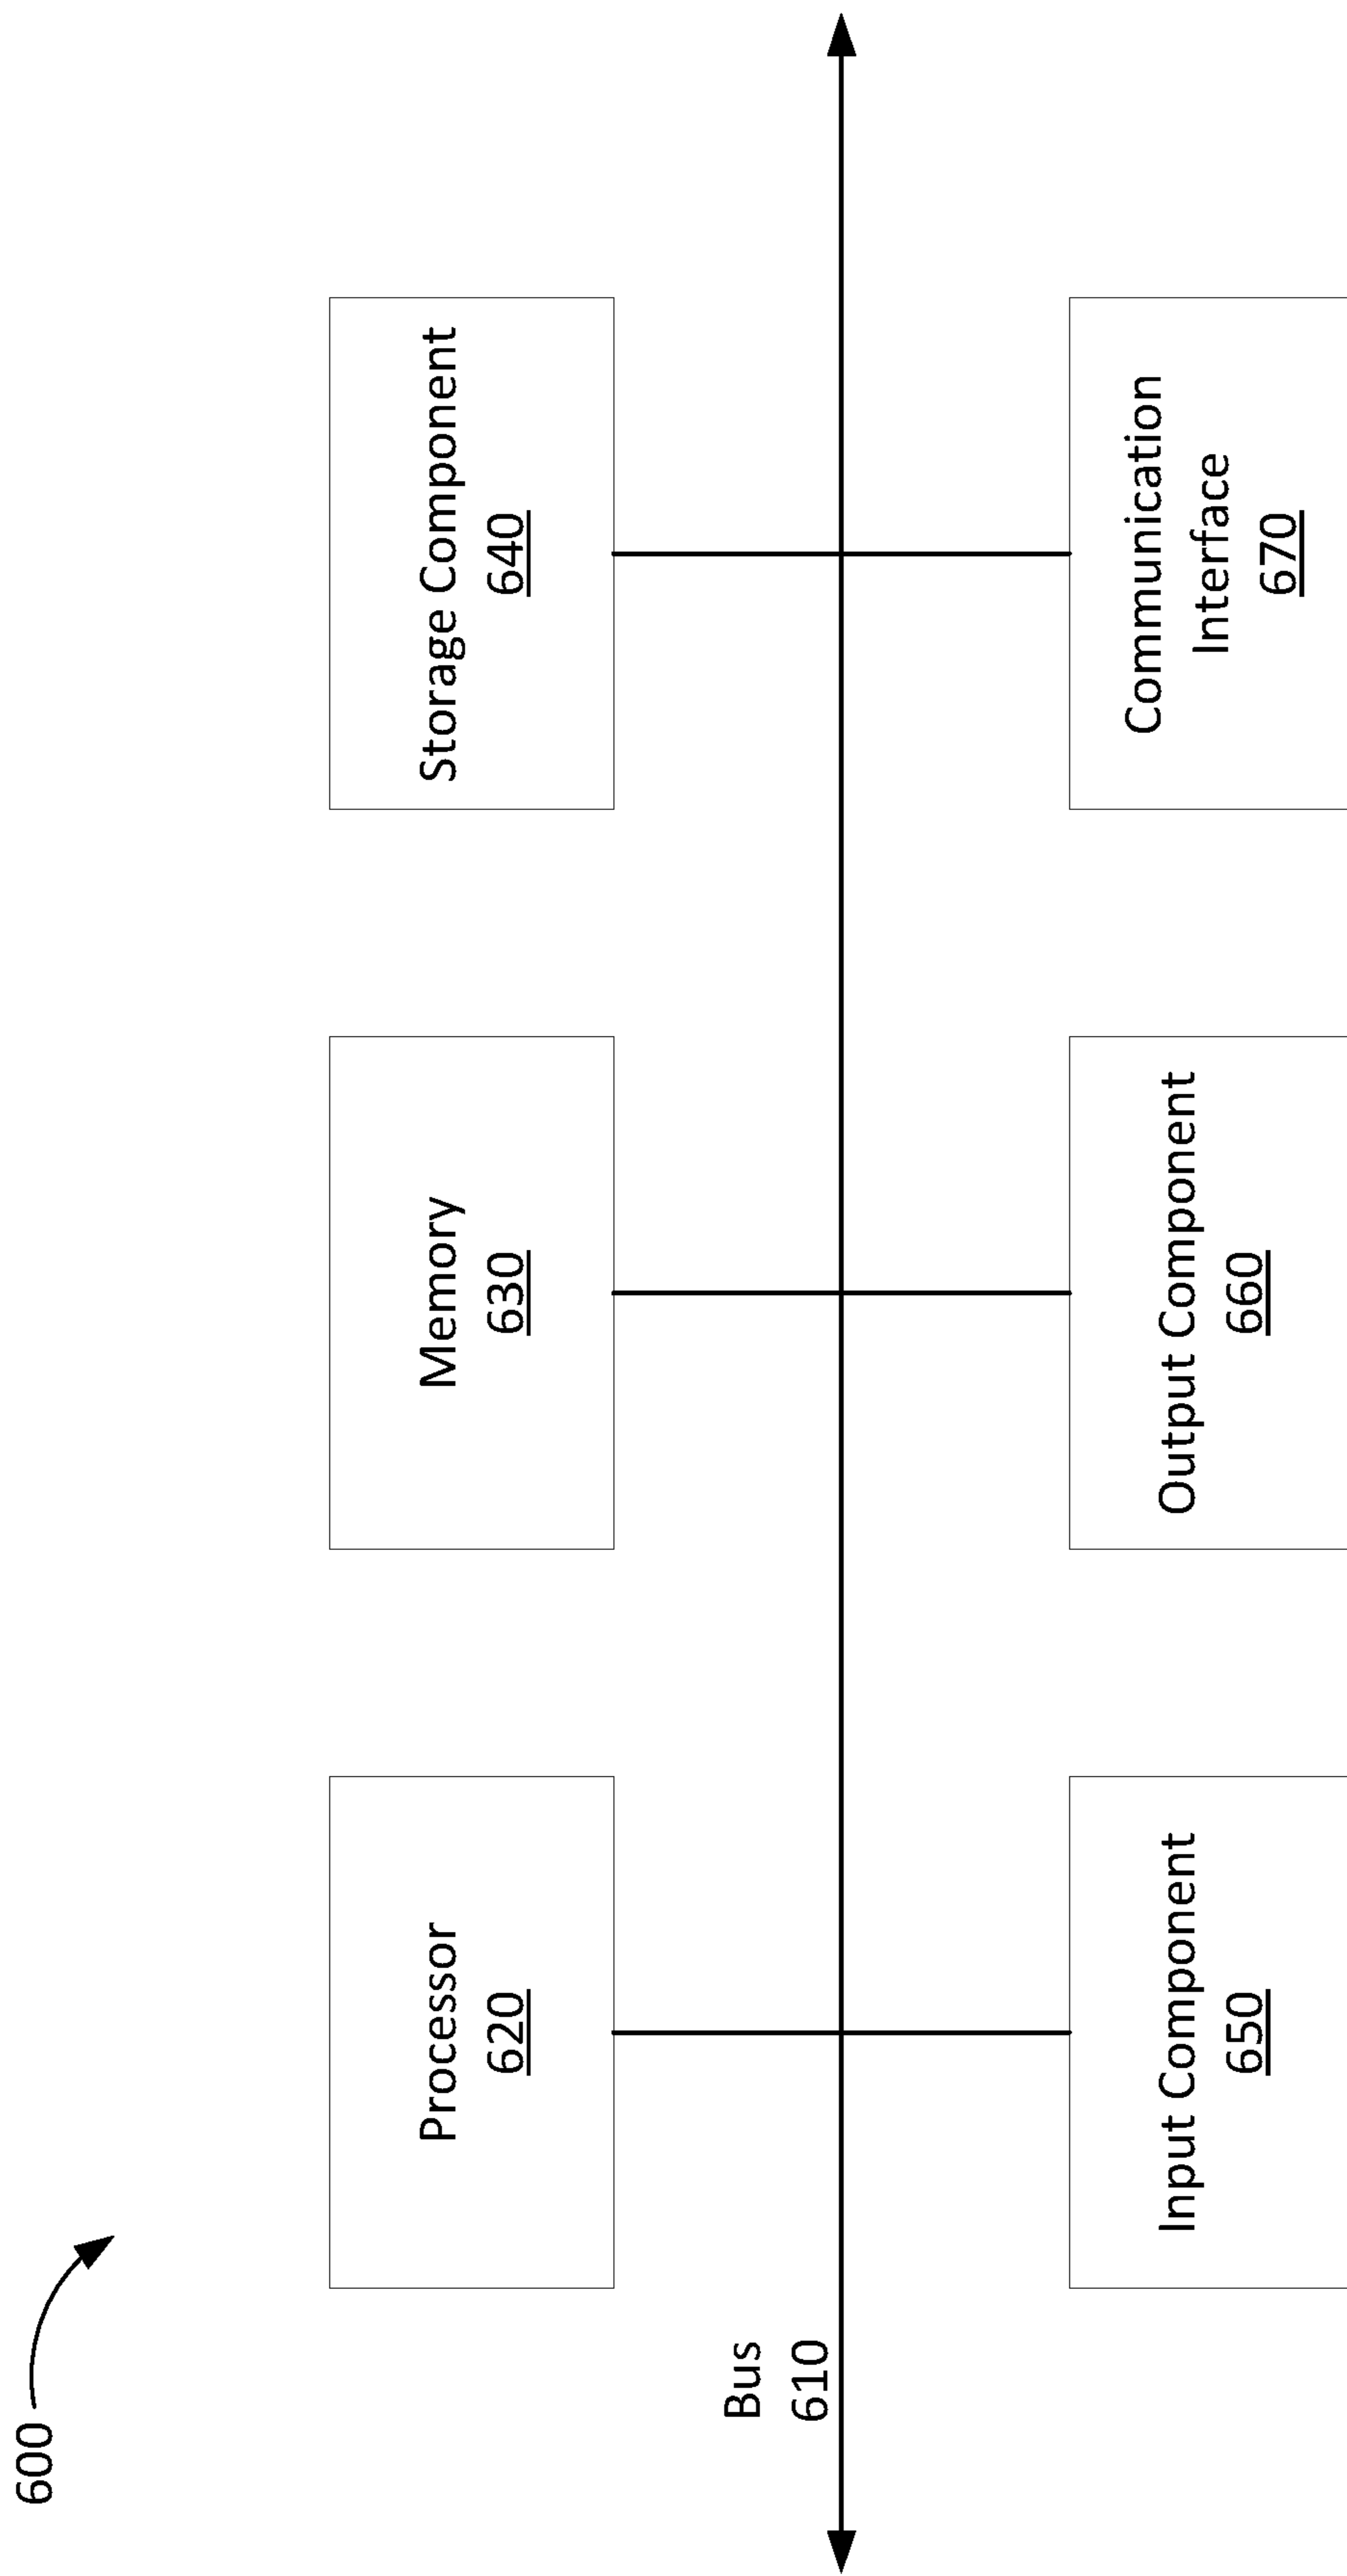 600
Processor
620
Memory
630
Storage Component
640
Bus
610
Input Component
650
Output Component
660
Communication
Interface
670